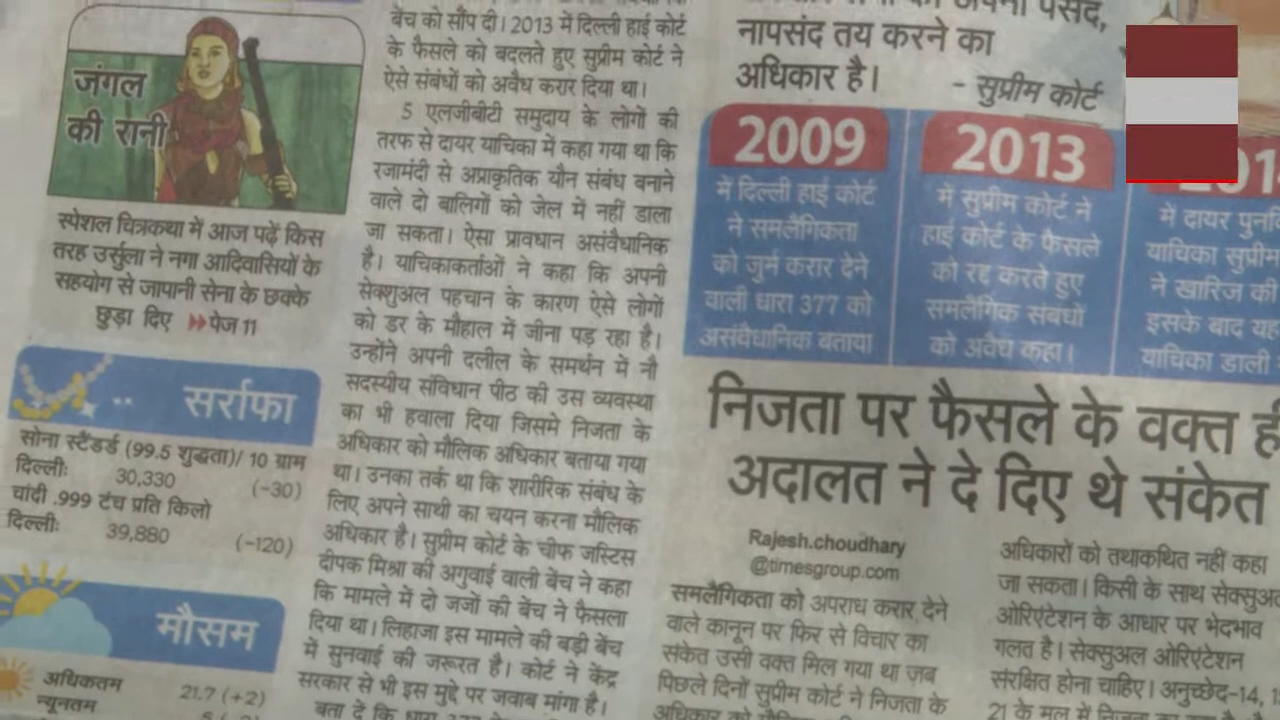 जंगल
की रानी
स्पेशल चित्रकथा में आज पढ़ें किस
तरह उर्सुला ने नगा आदिवासियों के
सहयोग से जापानी सेना के छक्के
छुड़ा दिए पेज 11
सर्राफा
सोना स्टैंडर्ड (99.5 शुद्धता)/ 10 ग्राम
दिल्लीः 30,330 (-30)
चांदी .999 टंच प्रति किलो
दिल्लीः 39,880 (-120)
मौसम
अधिकतम 21.7 (+2)
न्यूनतम
बेंच को सौंप दी। 2013 में दिल्ली हाई कोर्ट
के फैसले को बदलते हुए सुप्रीम कोर्ट ने
ऐसे संबंधों को अवैध करार दिया था।
5 एलजीबीटी समुदाय के लोगों की
तरफ से दायर याचिका में कहा गया था कि
रजामंदी से अप्राकृतिक यौन संबंध बनाने
वाले दो बालिगों को जेल में नहीं डाला
जा सकता। ऐसा प्रावधान असंवैधानिक
है। याचिकाकर्ताओं ने कहा कि अपनी
सेक्शुअल पहचान के कारण ऐसे लोगों
को डर के माहौल में जीना पड़ रहा है।
उन्होंने अपनी दलील के समर्थन में नौ
सदस्यीय संविधान पीठ की उस व्यवस्था
का भी हवाला दिया जिसमें निजता के
अधिकार को मौलिक अधिकार बताया गया
था। उनका तर्क था कि शारीरिक संबंध के
लिए अपने साथी का चयन करना मौलिक
अधिकार है। सुप्रीम कोर्ट के चीफ जस्टिस
दीपक मिश्रा की अगुवाई वाली बेंच ने कहा
कि मामले में दो जजों की बेंच ने फैसला
दिया था। लिहाजा इस मामले की बड़ी बेंच
में सुनवाई की जरूरत है। कोर्ट ने केंद्र
सरकार से भी इस मुद्दे पर जवाब मांगा है।
बता दें कि धारा 377 के
पसंद,
नापसंद तय करने का
अधिकार है।
- सुप्रीम कोर्ट
2009
में दिल्ली हाई कोर्ट
ने समलैंगिकता
को जुर्म करार देने
वाली धारा 377 को
असंवैधानिक बताया
2013
में सुप्रीम कोर्ट ने
हाई कोर्ट के फैसले
को रद्द करते हुए
समलैंगिक संबंधों
को अवैध कहा।
में दायर
याचिका सुप्रीम
ने खारिज की
इसके बाद यह
याचिका डाली
निजता पर फैसले के वक्त ही
अदालत ने दे दिए थे संकेत
Rajesh.choudhary
@timesgroup.com
समलैंगिकता को अपराध करार देने
वाले कानून पर फिर से विचार का
संकेत उसी वक्त मिल गया था जब
पिछले दिनों सुप्रीम कोर्ट ने निजता के
अधिकार को
अधिकारों को तथाकथित नहीं कहा
जा सकता। किसी के साथ सेक्सुअल
ओरिएंटेशन के आधार पर भेदभाव
गलत है। सेक्सुअल ओरिएंटेशन
संरक्षित होना चाहिए। अनुच्छेद-14,
21 के मूल में